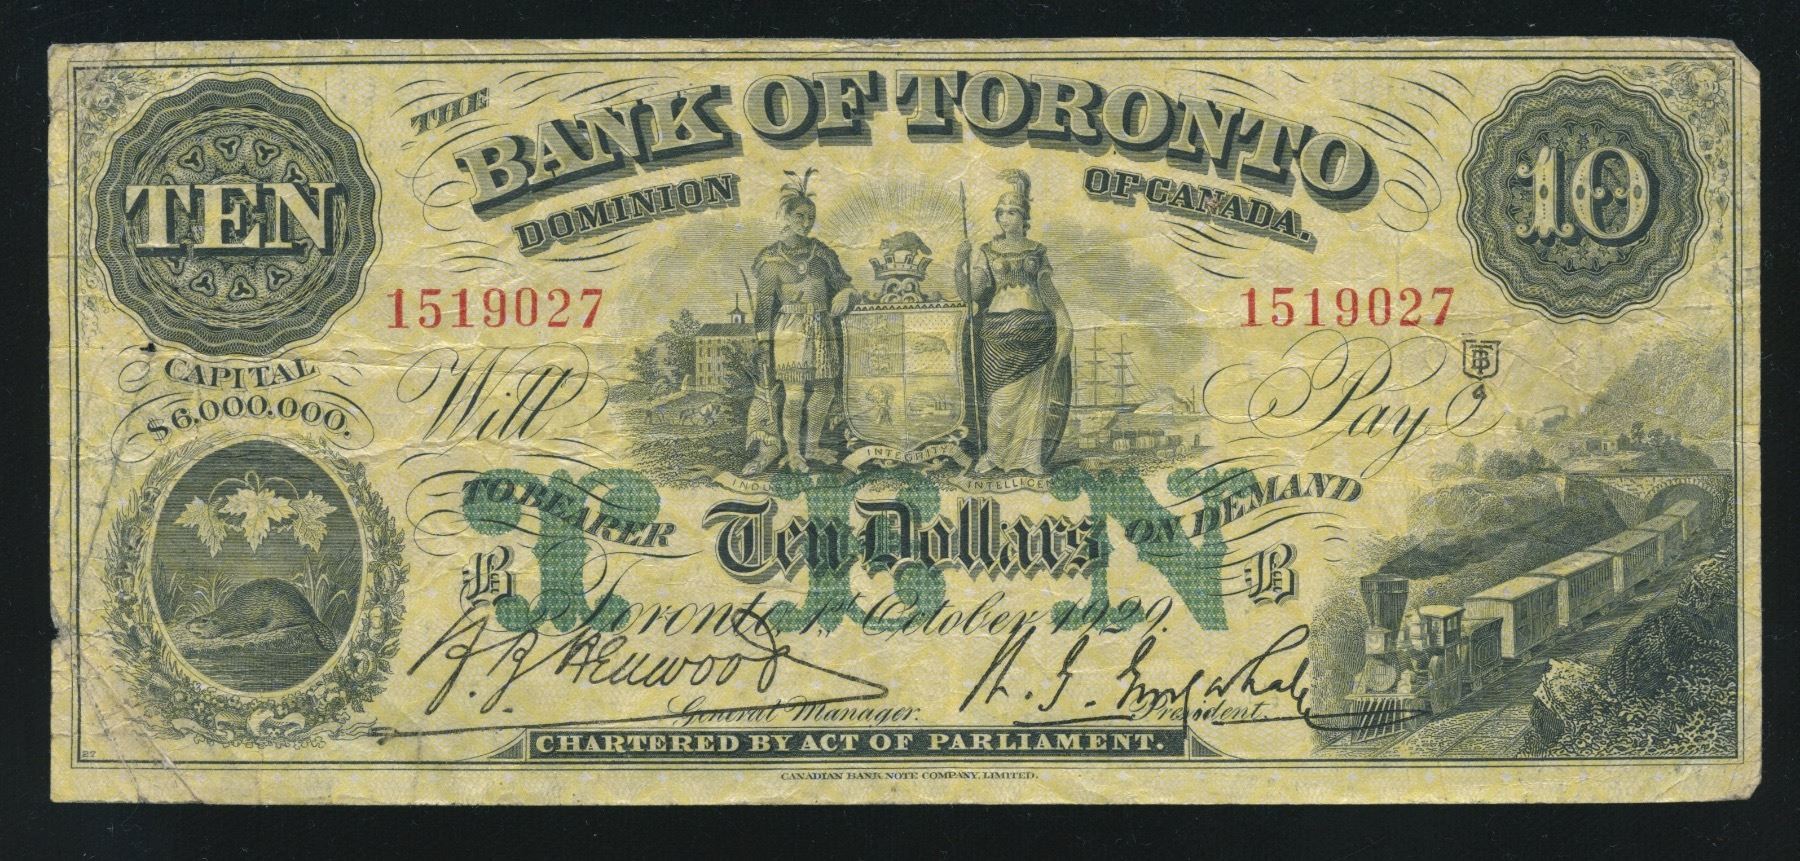 THE
BANK OF TORONTO
DOMINION OF CANADA.
TEN
10
1519027 1519027
CAPITAL
$6,000,000.
Will Pay
TB
INTEGRITY
TO BEARER Ten Dollars ON DEMAND
TEN
B B
Toronto, 1st October 1929.
General Manager. President.
CHARTERED BY ACT OF PARLIAMENT.
27
CANADIAN BANK NOTE COMPANY, LIMITED.